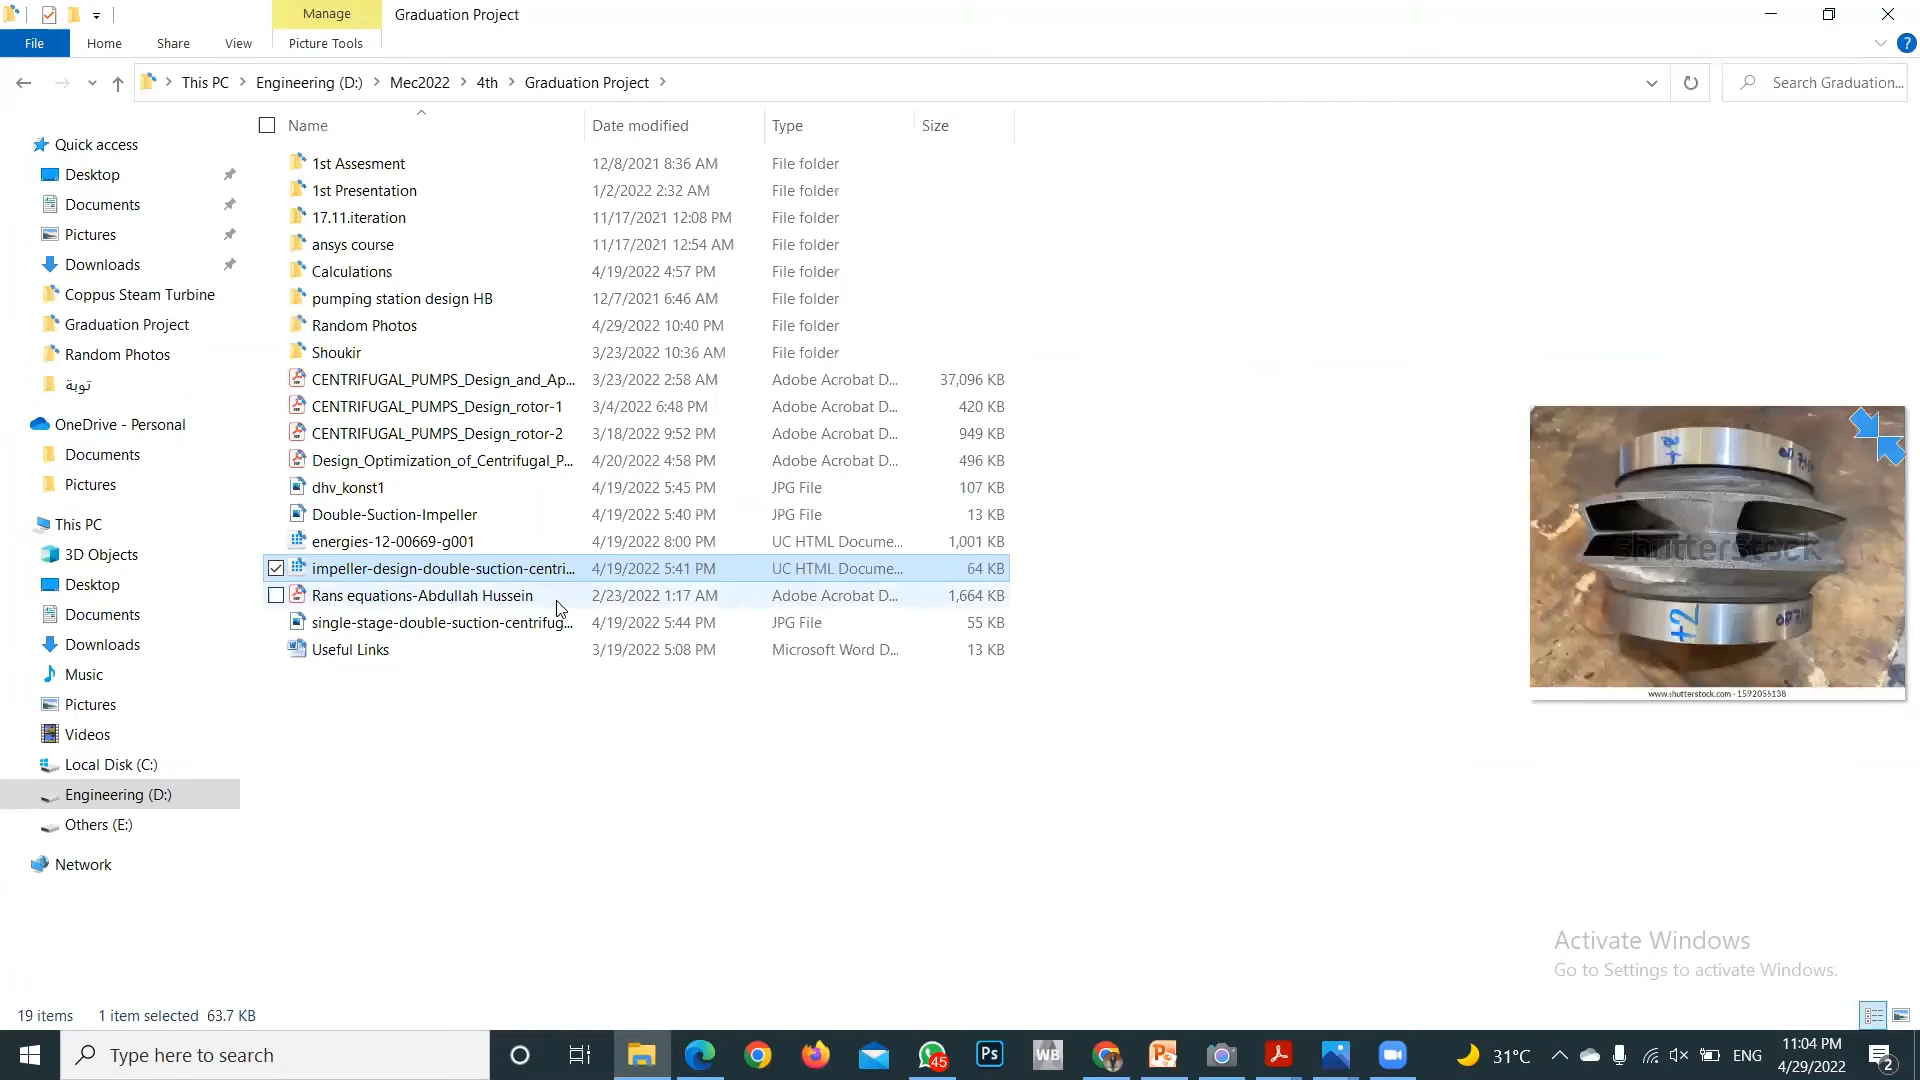 Manage
Graduation Project
File
Home
Share
View
Picture Tools
This PC
Engineering (D:)
Mec2022
4th
Graduation Project
Search Graduation...
Name
Date modified
Type
Size
1st Assesment 12/8/2021 8:36 AM File folder
1st Presentation 1/2/2022 2:32 AM File folder
17.11.iteration 11/17/2021 12:08 PM File folder
ansys course 11/17/2021 12:54 AM File folder
Calculations 4/19/2022 4:57 PM File folder
pumping station design HB 12/7/2021 6:46 AM File folder
Random Photos 4/29/2022 10:40 PM File folder
Shoukir 3/23/2022 10:36 AM File folder
CENTRIFUGAL_PUMPS_Design_and_Ap... 3/23/2022 2:58 AM Adobe Acrobat D... 37,096 KB
CENTRIFUGAL_PUMPS_Design_rotor-1 3/4/2022 6:48 PM Adobe Acrobat D... 420 KB
CENTRIFUGAL_PUMPS_Design_rotor-2 3/18/2022 9:52 PM Adobe Acrobat D... 949 KB
Design_Optimization_of_Centrifugal_P... 4/20/2022 4:58 PM Adobe Acrobat D... 496 KB
dhv_konst1 4/19/2022 5:45 PM JPG File 107 KB
Double-Suction-Impeller 4/19/2022 5:40 PM JPG File 13 KB
energies-12-00669-g001 4/19/2022 8:00 PM UC HTML Docume... 1,001 KB
impeller-design-double-suction-centri... 4/19/2022 5:41 PM UC HTML Docume... 64 KB
Rans equations-Abdullah Hussein 2/23/2022 1:17 AM Adobe Acrobat D... 1,664 KB
single-stage-double-suction-centrifug... 4/19/2022 5:44 PM JPG File 55 KB
Useful Links 3/19/2022 5:08 PM Microsoft Word D... 13 KB
Quick access
Desktop
Documents
Pictures
Downloads
Coppus Steam Turbine
Graduation Project
Random Photos
توبة
OneDrive - Personal
Documents
Pictures
This PC
3D Objects
Desktop
Documents
Downloads
Music
Pictures
Videos
Local Disk (C:)
Engineering (D:)
Others (E:)
Network
shutterstock
+2
www.shutterstock.com · 1592056138
Activate Windows
Go to Settings to activate Windows.
19 items
1 item selected 63.7 KB
Type here to search
45
Ps
WB
31°C
ENG
11:04 PM
4/29/2022
2